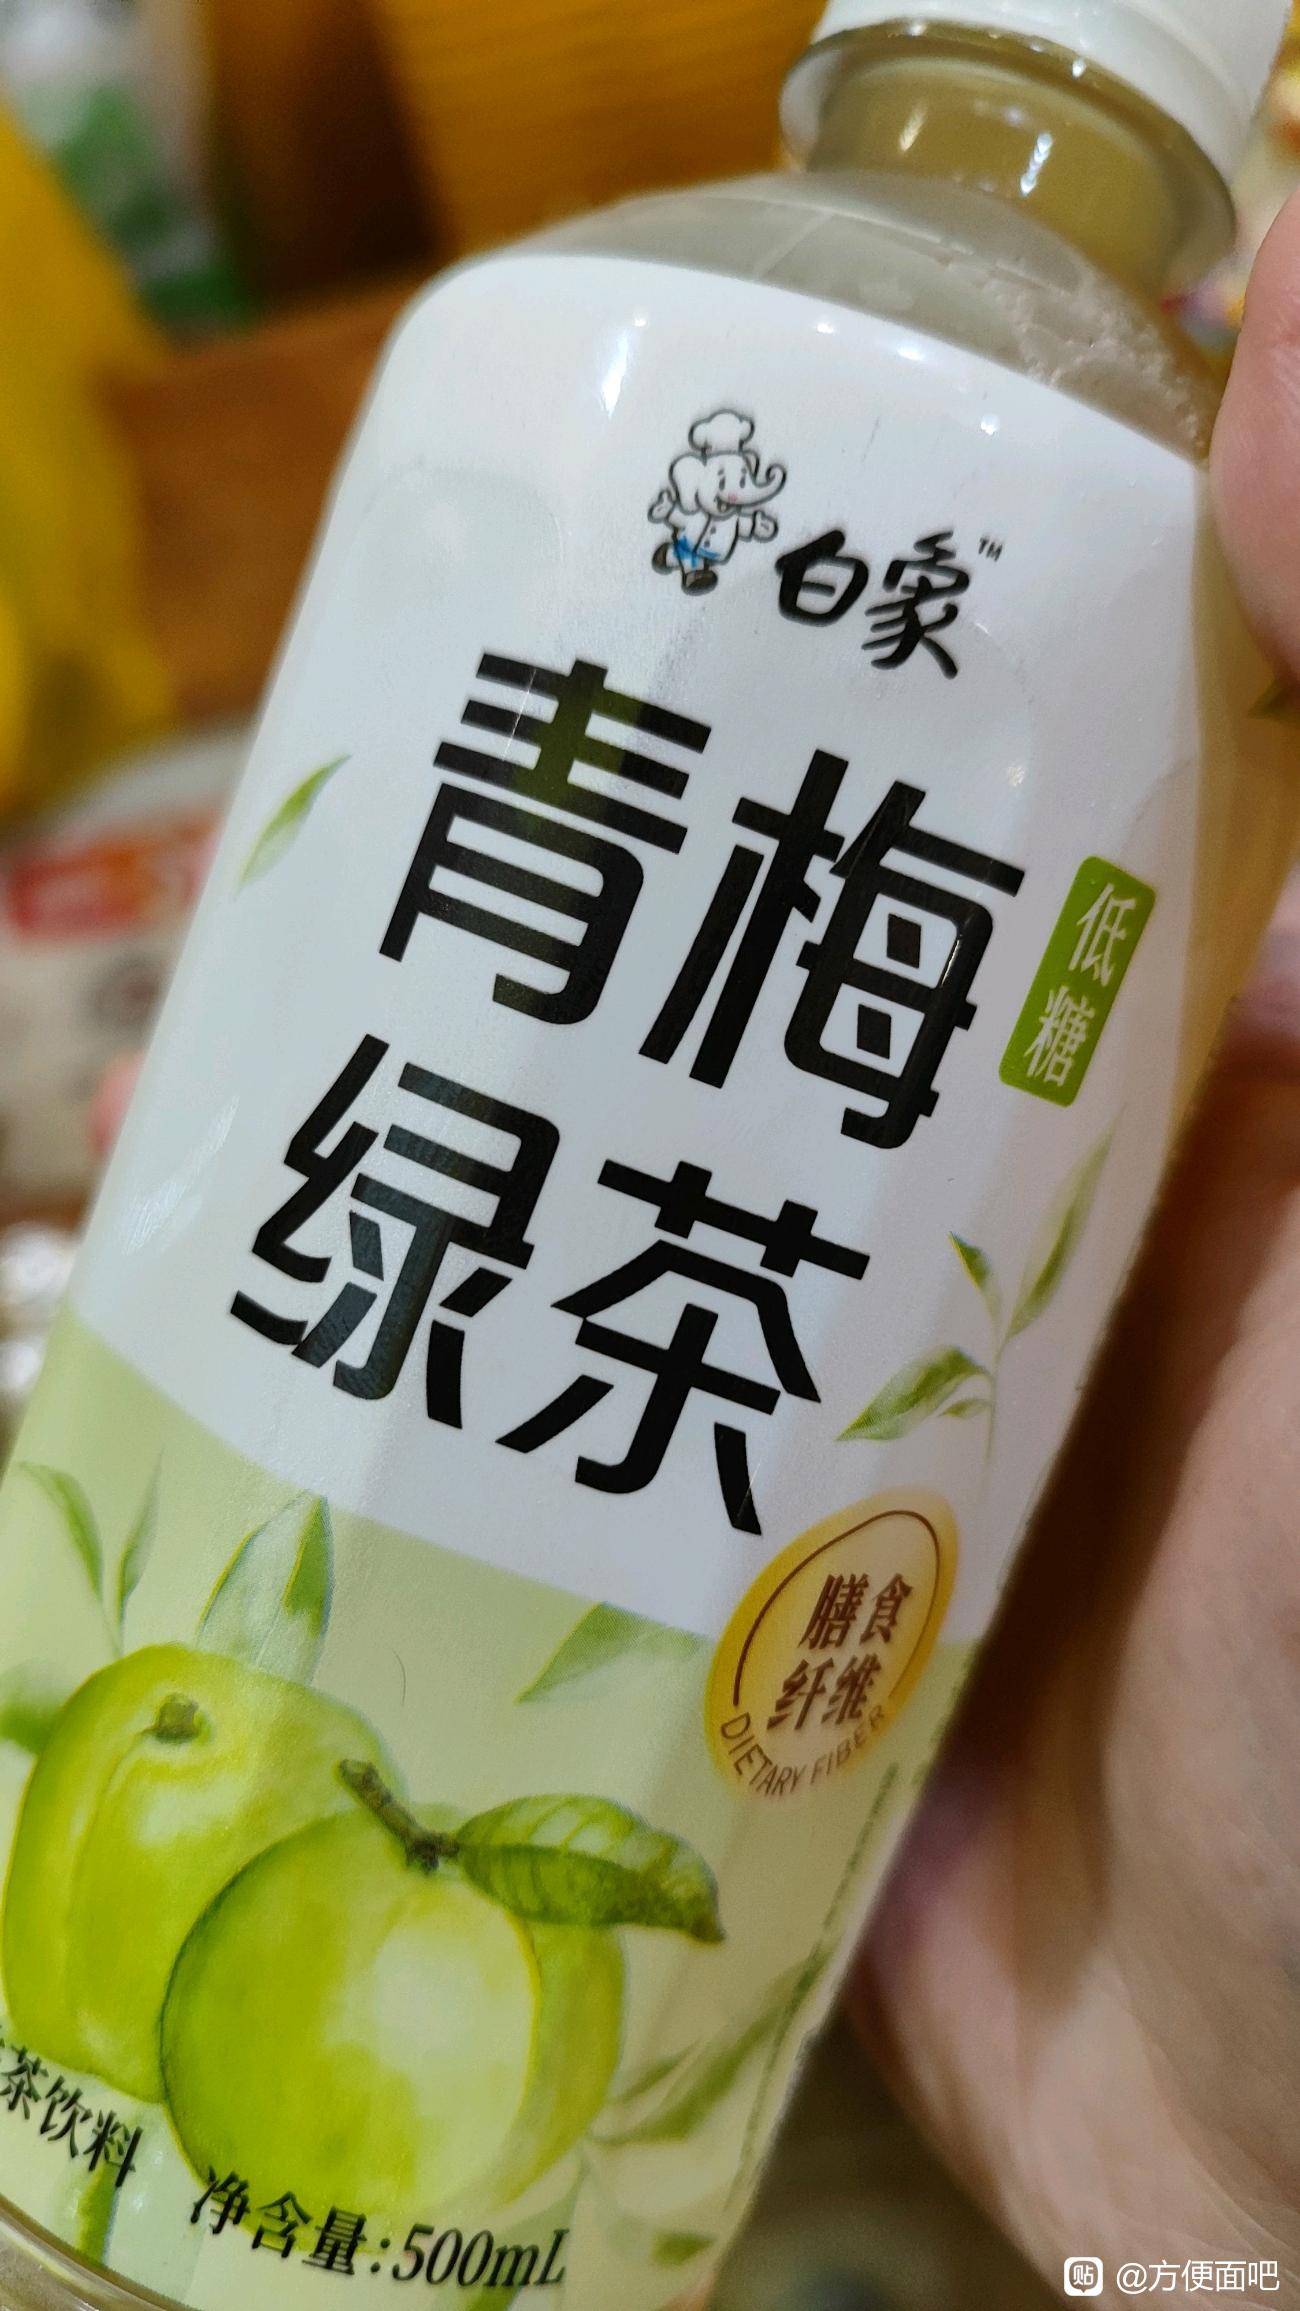 白象™
青梅
绿茶
低糖
膳食
纤维
DIETARY FIBER
茶饮料
净含量:500mL
贴 @方便面吧